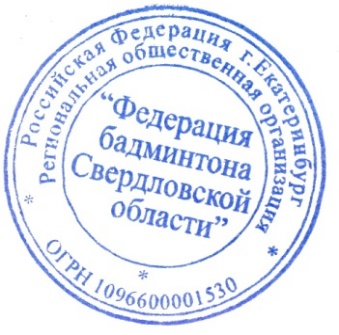 Российская Федерация г.Екатеринбург
* Региональная общественная организация *
"Федерация
бадминтона
Свердловской
области"
*
ОГРН 1096600001530